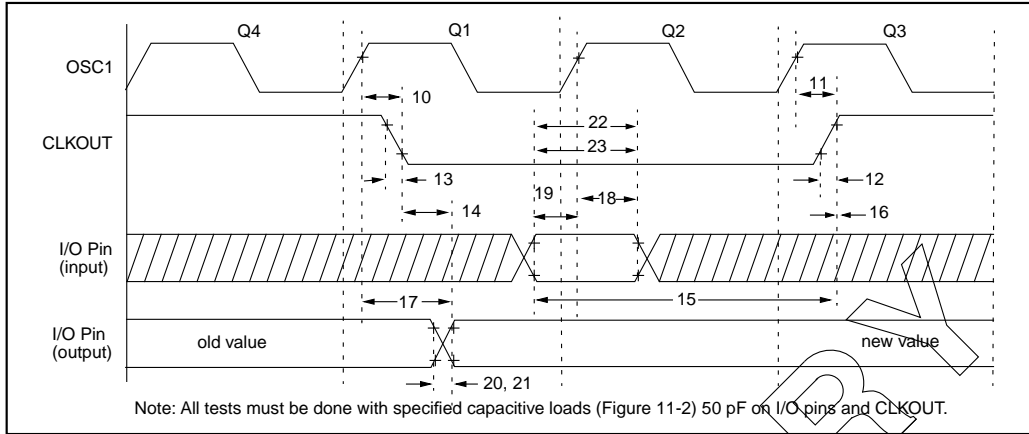 Q4 Q1 Q2 Q3
OSC1
10 11
22
CLKOUT
23
13 19 18 12
14 16
I/O Pin
(input)
17 15
I/O Pin
(output)
old value new value
20, 21
Note: All tests must be done with specified capacitive loads (Figure 11-2) 50 pF on I/O pins and CLKOUT.
R Y